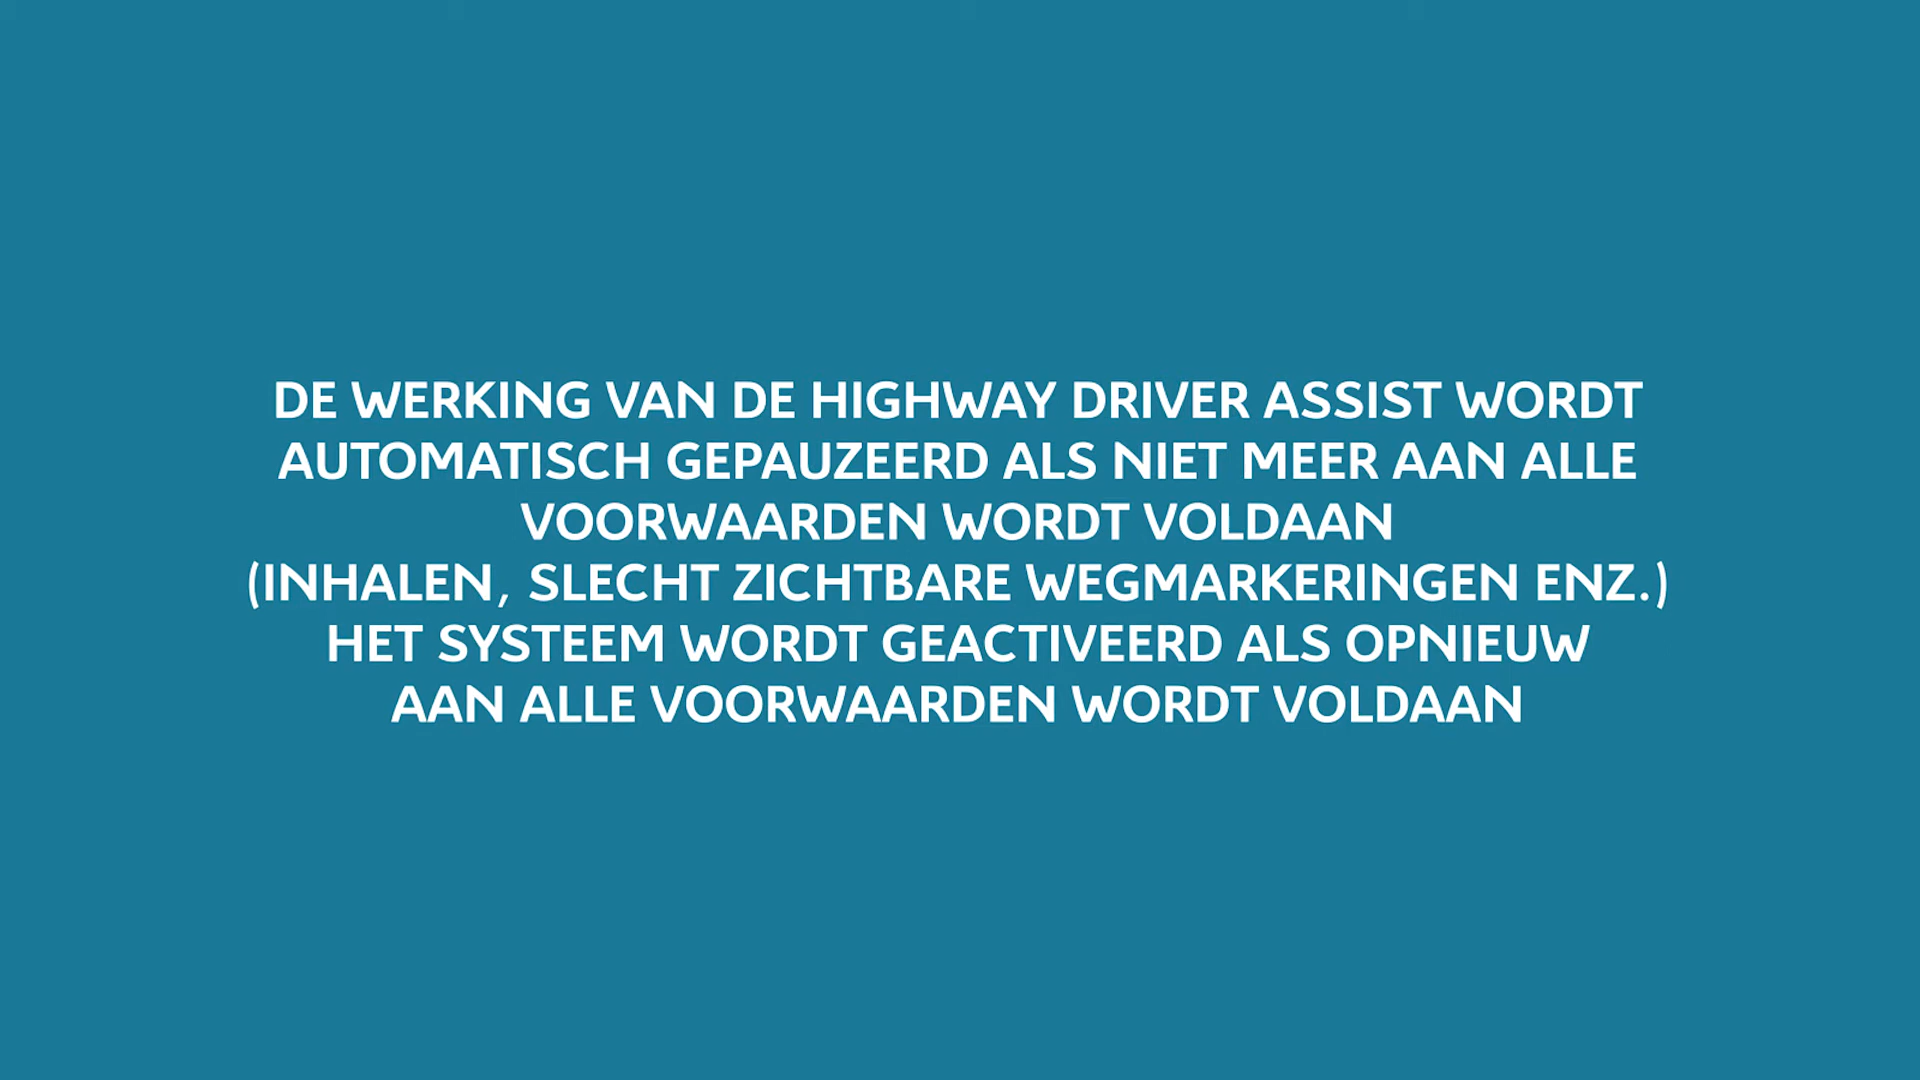 DE WERKING VAN DE HIGHWAY DRIVER ASSIST WORDT
AUTOMATISCH GEPAUZEERD ALS NIET MEER AAN ALLE
VOORWAARDEN WORDT VOLDAAN
(INHALEN, SLECHT ZICHTBARE WEGMARKERINGEN ENZ.)
HET SYSTEEM WORDT GEACTIVEERD ALS OPNIEUW
AAN ALLE VOORWAARDEN WORDT VOLDAAN